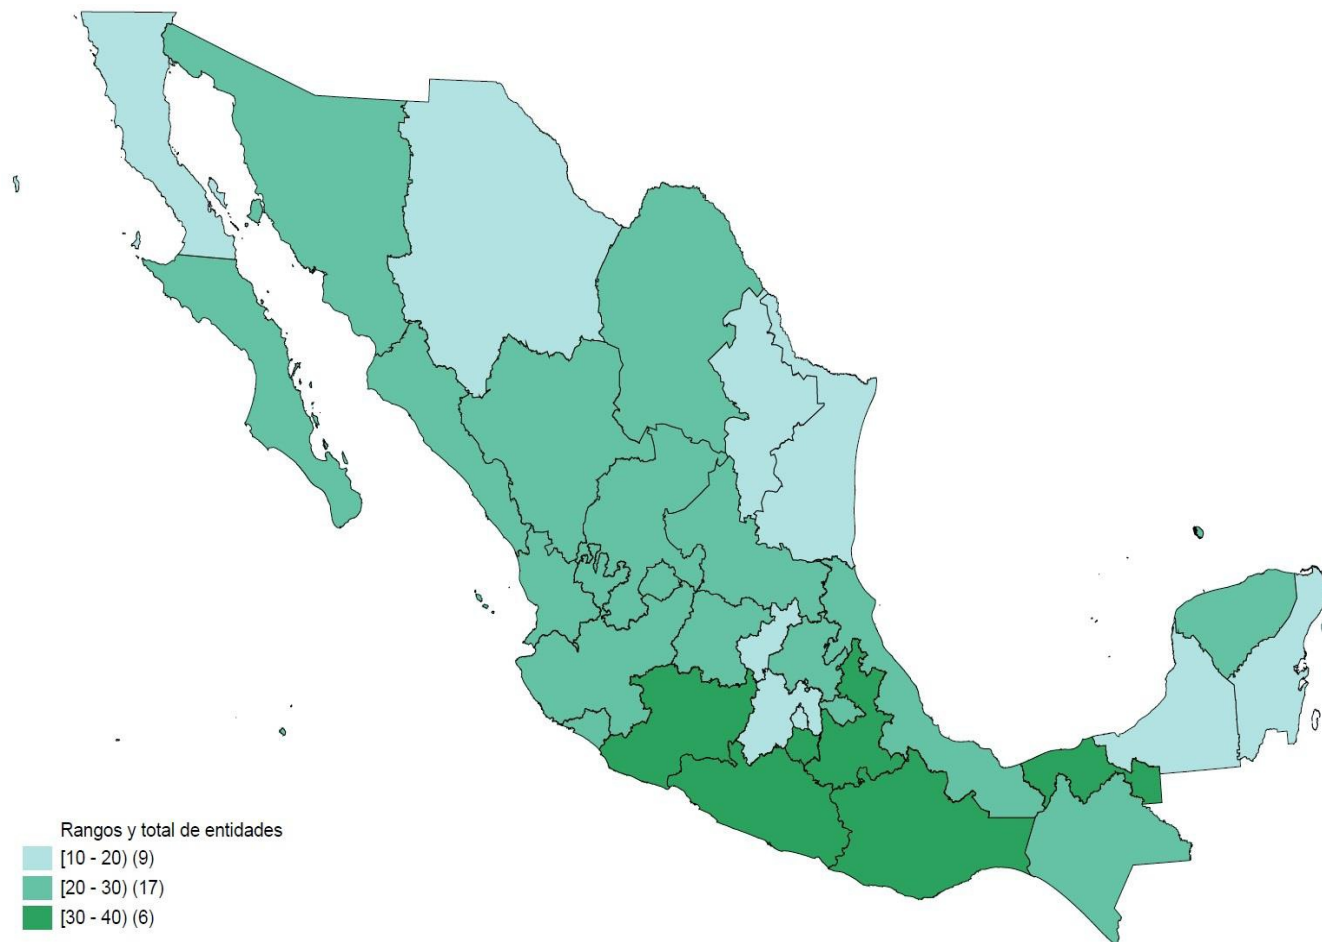 Rangos y total de entidades
[10 - 20) (9)
[20 - 30) (17)
[30 - 40) (6)